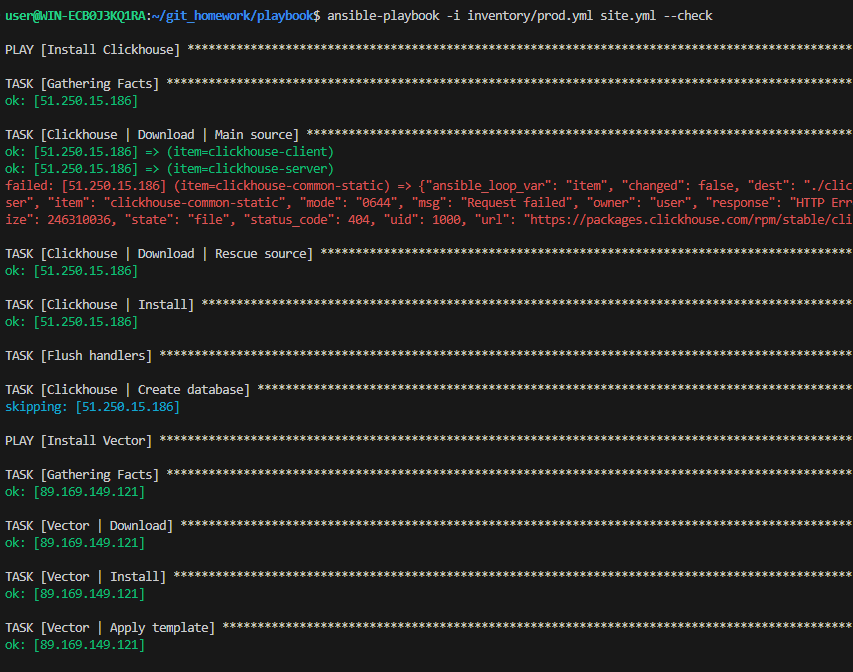 user@WIN-ECB0J3KQ1RA:~/git_homework/playbook$ ansible-playbook -i inventory/prod.yml site.yml --check
PLAY [Install Clickhouse] ***********************************************************************************************
TASK [Gathering Facts] **************************************************************************************************
ok: [51.250.15.186]
TASK [Clickhouse | Download | Main source] ******************************************************************************
ok: [51.250.15.186] => (item=clickhouse-client)
ok: [51.250.15.186] => (item=clickhouse-server)
failed: [51.250.15.186] (item=clickhouse-common-static) => {"ansible_loop_var": "item", "changed": false, "dest": "./clic
ser", "item": "clickhouse-common-static", "mode": "0644", "msg": "Request failed", "owner": "user", "response": "HTTP Err
ize": 246310036, "state": "file", "status_code": 404, "uid": 1000, "url": "https://packages.clickhouse.com/rpm/stable/cli
TASK [Clickhouse | Download | Rescue source] ****************************************************************************
ok: [51.250.15.186]
TASK [Clickhouse | Install] *********************************************************************************************
ok: [51.250.15.186]
TASK [Flush handlers] ***************************************************************************************************
TASK [Clickhouse | Create database] *************************************************************************************
skipping: [51.250.15.186]
PLAY [Install Vector] ***************************************************************************************************
TASK [Gathering Facts] **************************************************************************************************
ok: [89.169.149.121]
TASK [Vector | Download] ************************************************************************************************
ok: [89.169.149.121]
TASK [Vector | Install] *************************************************************************************************
ok: [89.169.149.121]
TASK [Vector | Apply template] ******************************************************************************************
ok: [89.169.149.121]